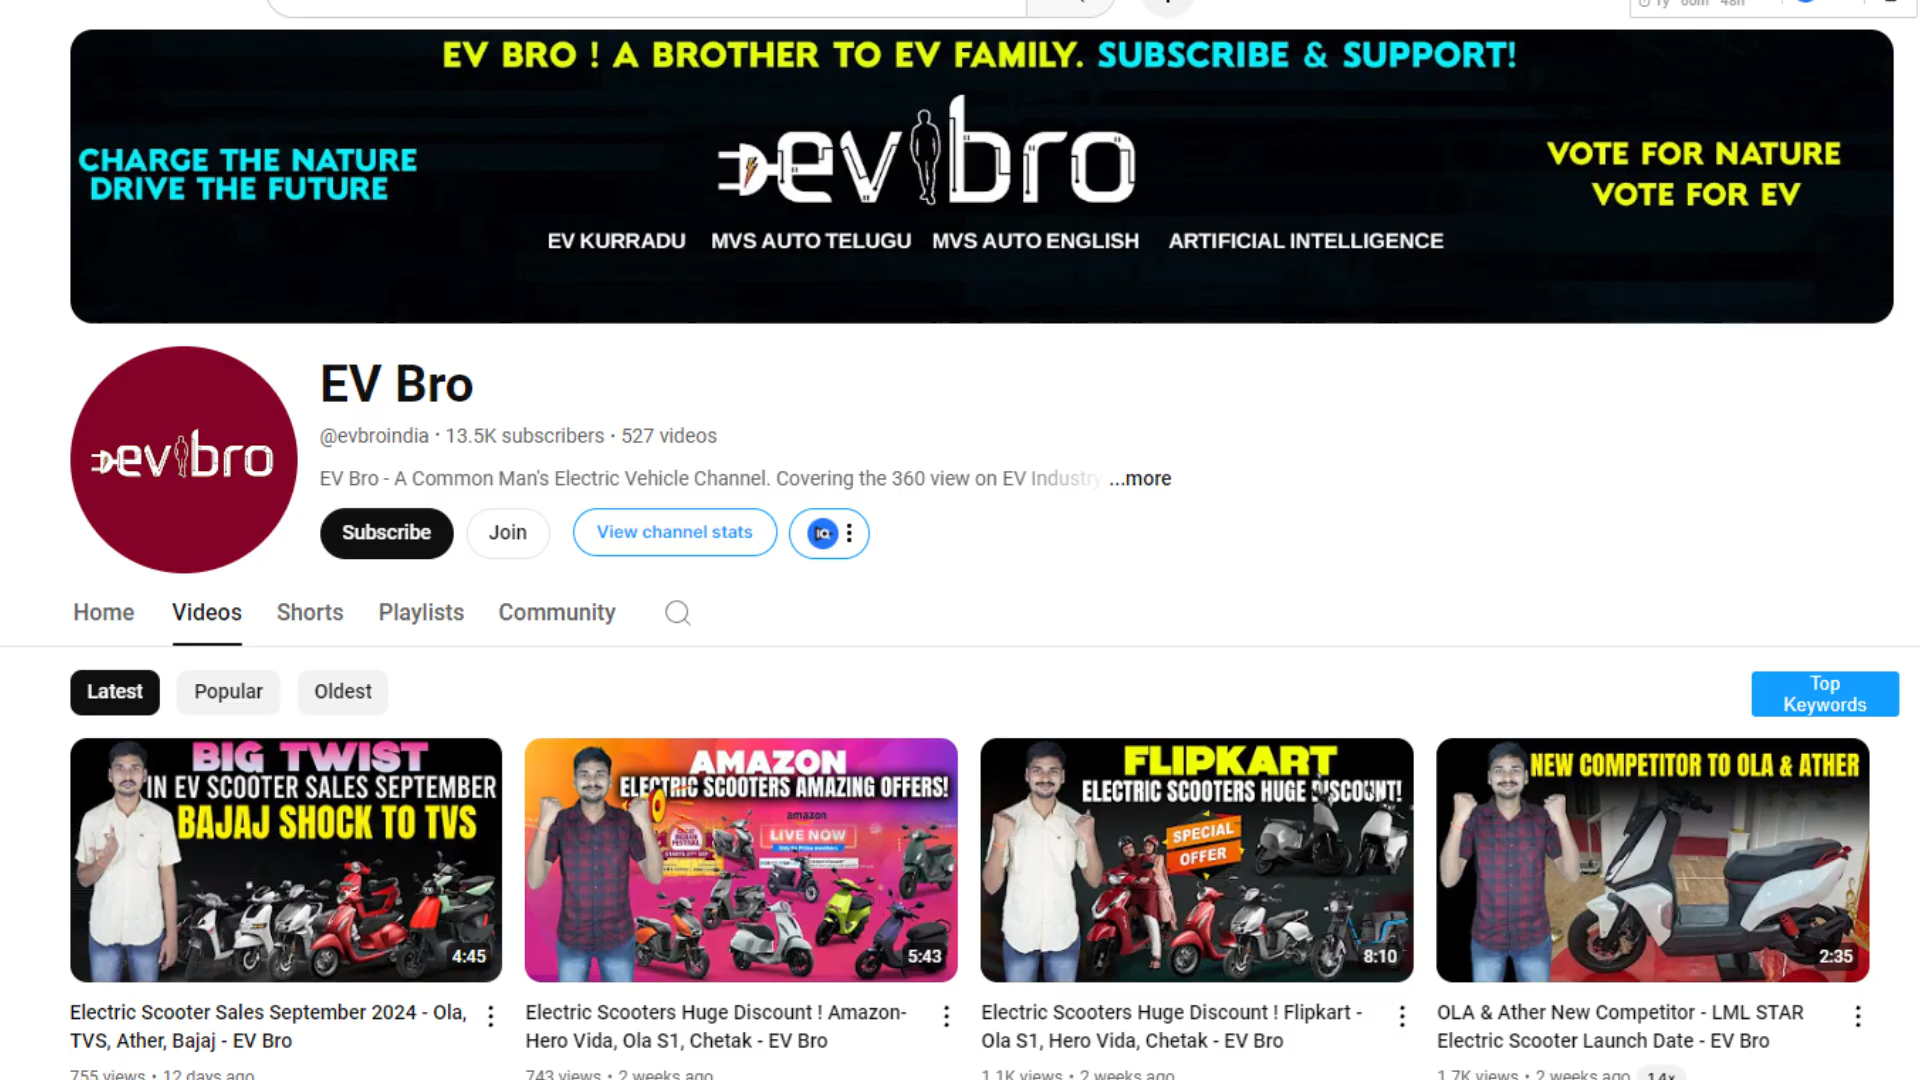 EV BRO ! A BROTHER TO EV FAMILY. SUBSCRIBE & SUPPORT!
CHARGE THE NATURE
DRIVE THE FUTURE
evbro
VOTE FOR NATURE
VOTE FOR EV
EV KURRADU MVS AUTO TELUGU MVS AUTO ENGLISH ARTIFICIAL INTELLIGENCE
evbro
EV Bro
@evbroindia · 13.5K subscribers · 527 videos
EV Bro - A Common Man's Electric Vehicle Channel. Covering the 360 view on EV Industry ...more
Subscribe Join View channel stats
Home Videos Shorts Playlists Community
Latest Popular Oldest
Top
Keywords
BIG TWIST
IN EV SCOOTER SALES SEPTEMBER
BAJAJ SHOCK TO TVS
4:45
AMAZON
ELECTRIC SCOOTERS AMAZING OFFERS!
amazon
LIVE NOW
5:43
FLIPKART
ELECTRIC SCOOTERS HUGE DISCOUNT!
SPECIAL
OFFER
8:10
NEW COMPETITOR TO OLA & ATHER
2:35
Electric Scooter Sales September 2024 - Ola,
TVS, Ather, Bajaj - EV Bro
755 views · 12 days ago
Electric Scooters Huge Discount ! Amazon-
Hero Vida, Ola S1, Chetak - EV Bro
743 views · 2 weeks ago
Electric Scooters Huge Discount ! Flipkart -
Ola S1, Hero Vida, Chetak - EV Bro
1.1K views · 2 weeks ago
OLA & Ather New Competitor - LML STAR
Electric Scooter Launch Date - EV Bro
1.7K views · 2 weeks ago 14x